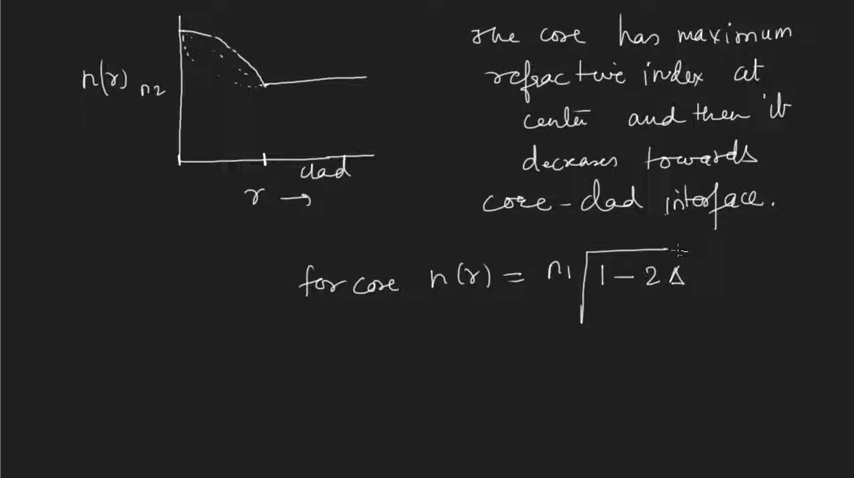 The core has maximum
refractive index at
center and then it
decreases towards
core-clad interface.
n(r) n2
clad
r →
for core n(r) = n1 √1 - 2 Δ